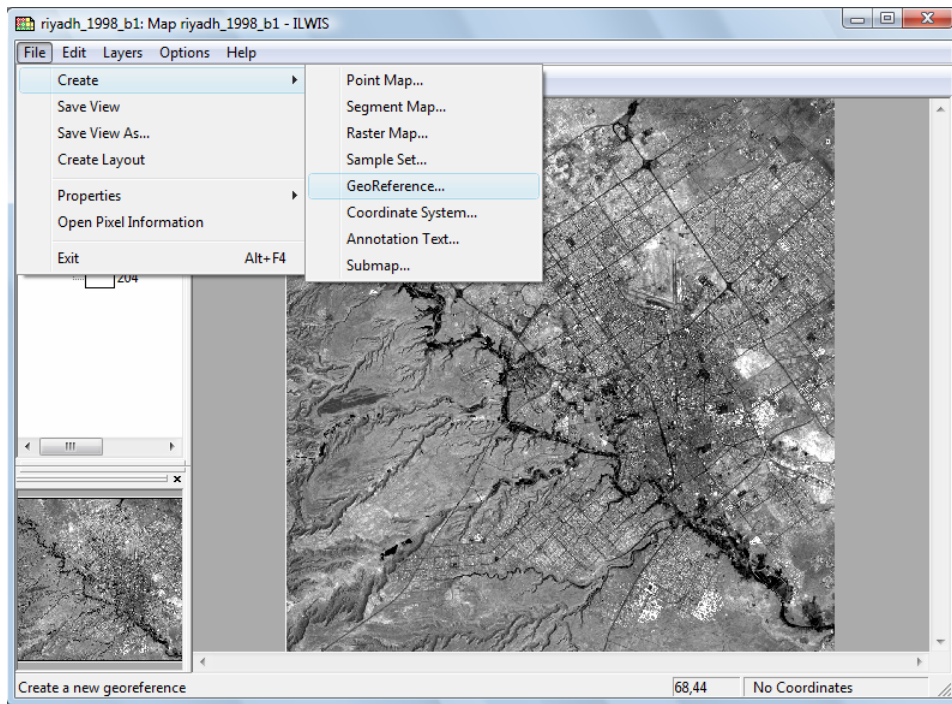 riyadh_1998_b1: Map riyadh_1998_b1 - ILWIS
File Edit Layers Options Help
Create
Save View
Save View As...
Create Layout
Properties
Open Pixel Information
Exit Alt+F4
Point Map...
Segment Map...
Raster Map...
Sample Set...
GeoReference...
Coordinate System...
Annotation Text...
Submap...
204
Create a new georeference 68,44 No Coordinates